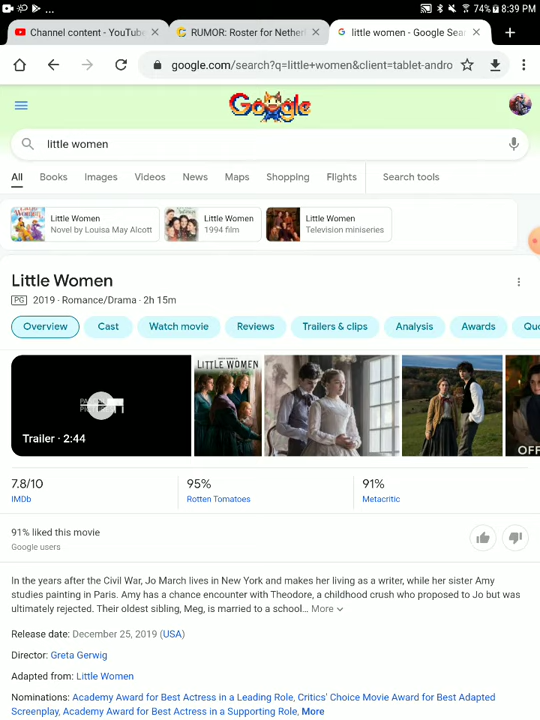 74% 8:39 PM
Channel content - YouTube
RUMOR: Roster for Nether
little women - Google Sea
google.com/search?q=little+women&client=tablet-andro
Google
little women
All Books Images Videos News Maps Shopping Flights Search tools
Little Women
Novel by Louisa May Alcott
Little Women
1994 film
Little Women
Television miniseries
Little Women
PG 2019 · Romance/Drama · 2h 15m
Overview Cast Watch movie Reviews Trailers & clips Analysis Awards Quo
Trailer · 2:44
LITTLE WOMEN
OFF
7.8/10
IMDb
95%
Rotten Tomatoes
91%
Metacritic
91% liked this movie
Google users
In the years after the Civil War, Jo March lives in New York and makes her living as a writer, while her sister Amy
studies painting in Paris. Amy has a chance encounter with Theodore, a childhood crush who proposed to Jo but was
ultimately rejected. Their oldest sibling, Meg, is married to a school... More
Release date: December 25, 2019 (USA)
Director: Greta Gerwig
Adapted from: Little Women
Nominations: Academy Award for Best Actress in a Leading Role, Critics' Choice Movie Award for Best Adapted
Screenplay, Academy Award for Best Actress in a Supporting Role, More